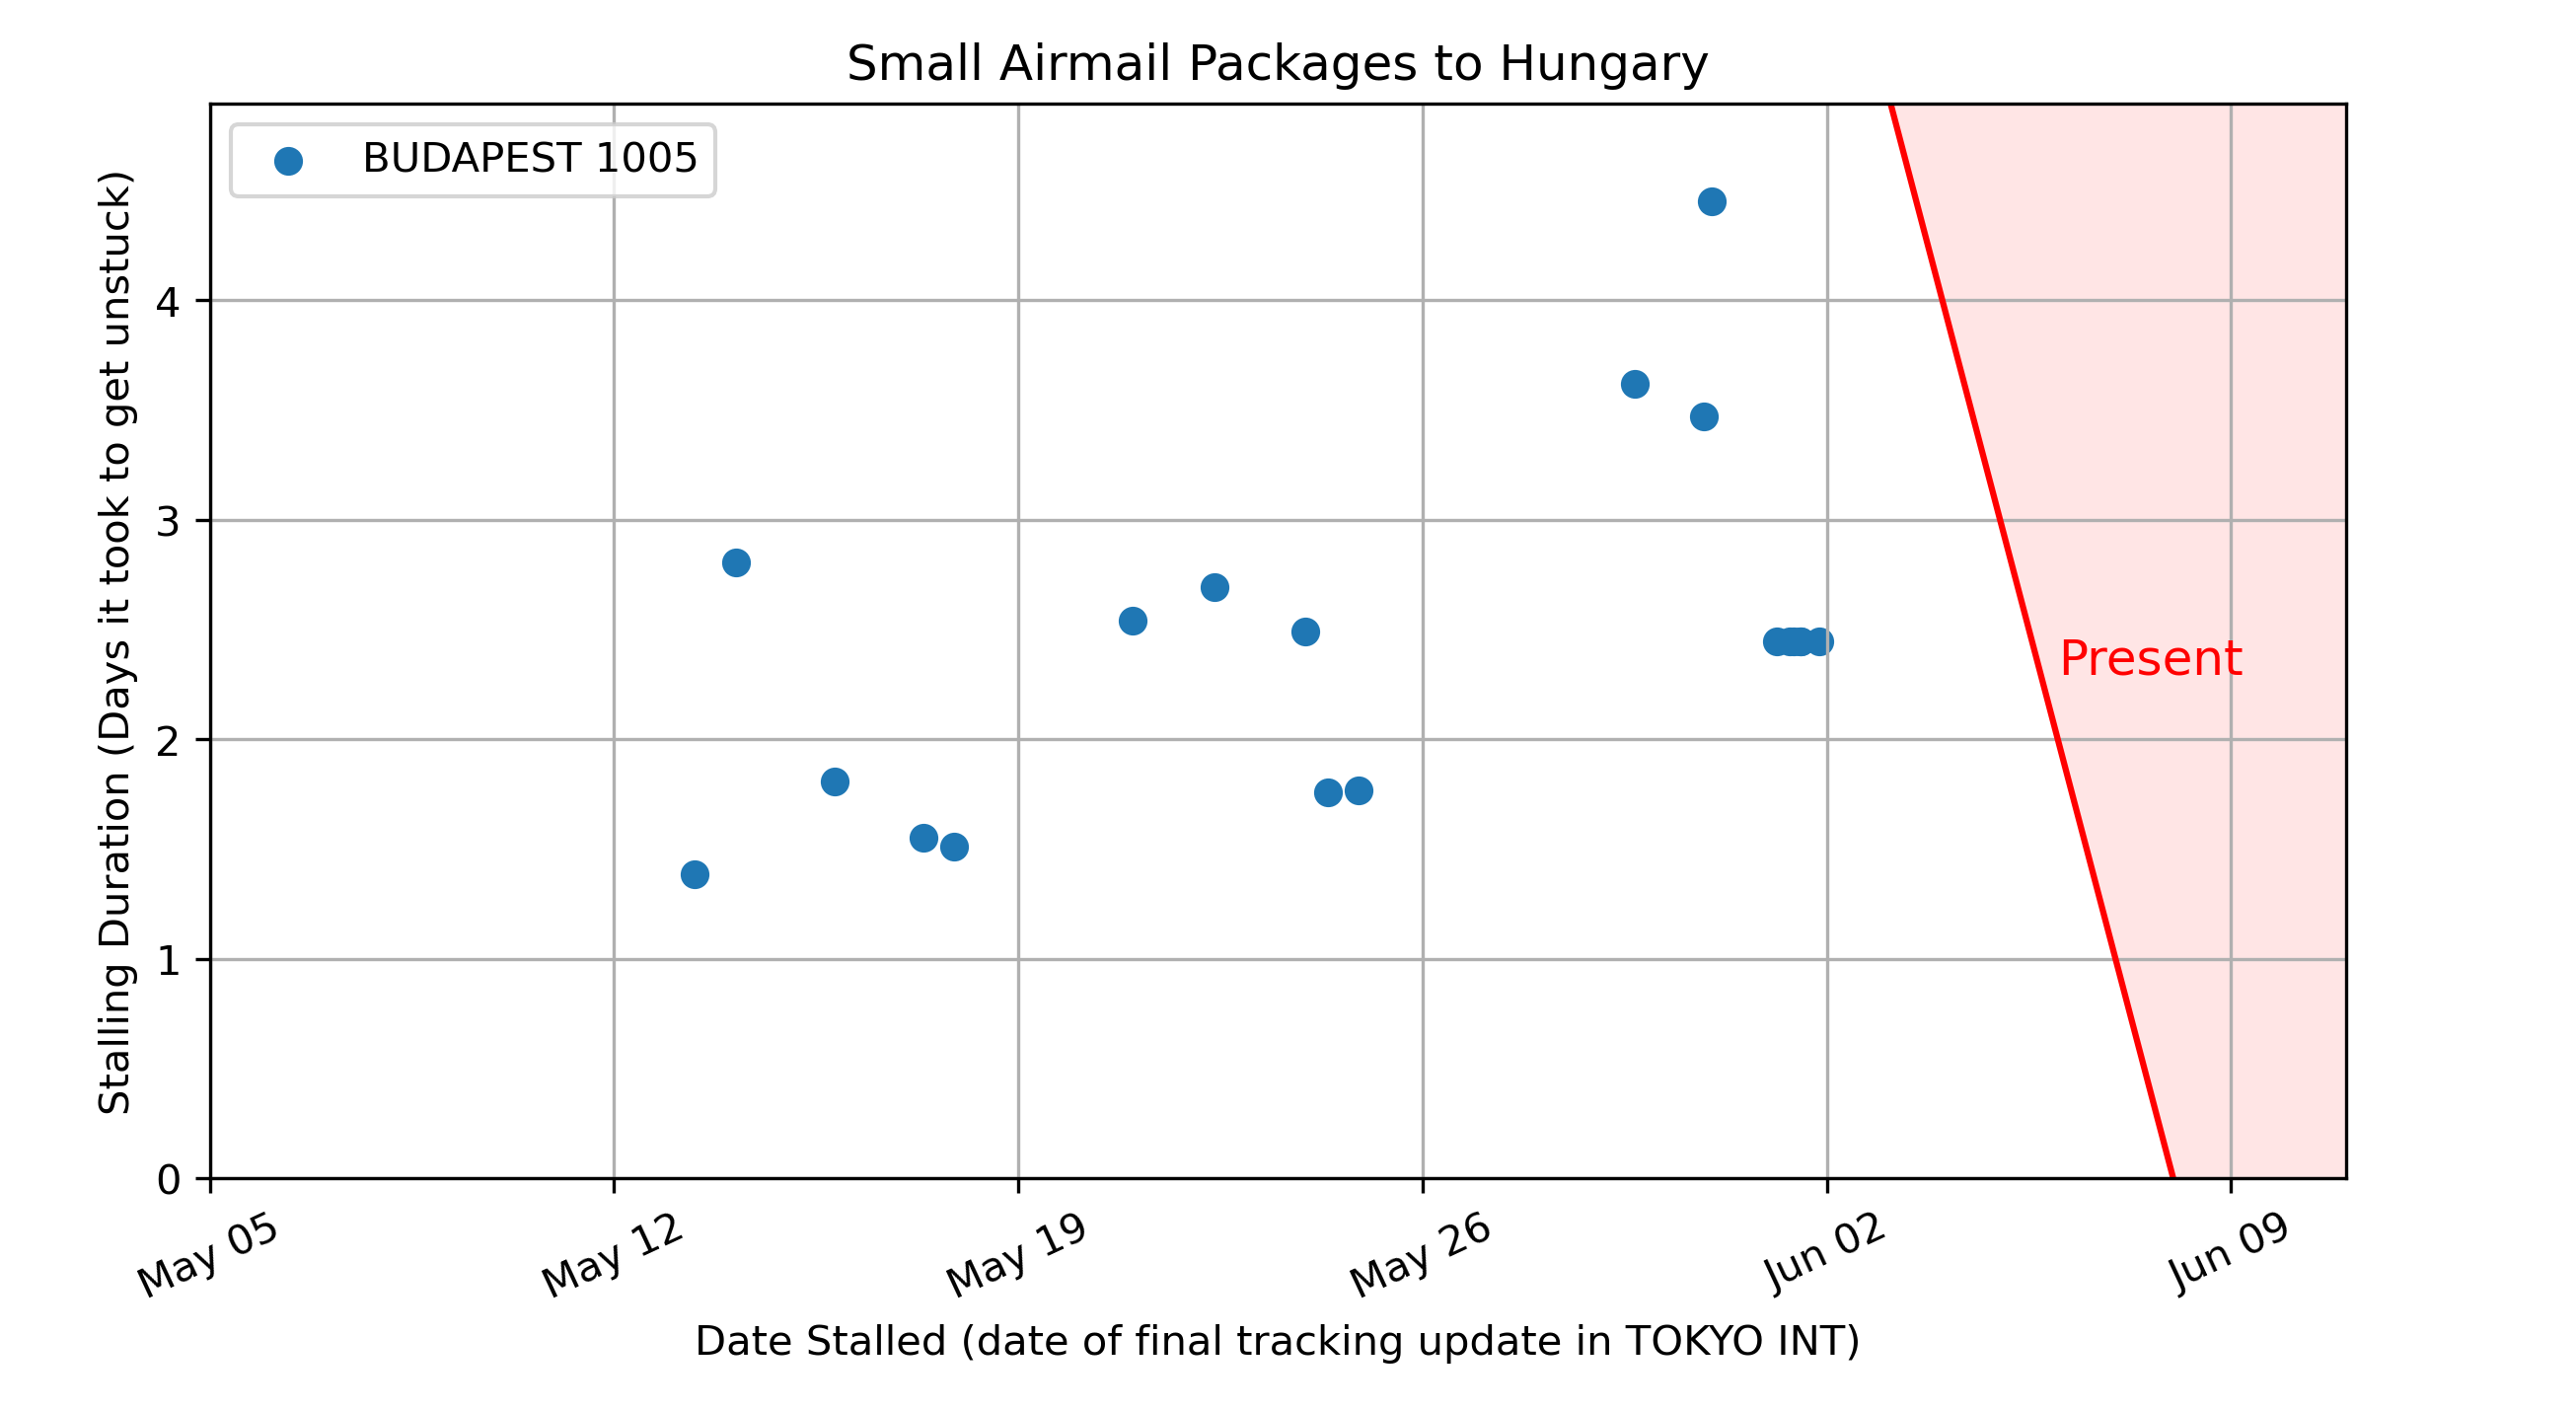 Small Airmail Packages to Hungary
BUDAPEST 1005
Stalling Duration (Days it took to get unstuck)
4
3
2
1
0
Present
May 05
May 12
May 19
May 26
Jun 02
Jun 09
Date Stalled (date of final tracking update in TOKYO INT)